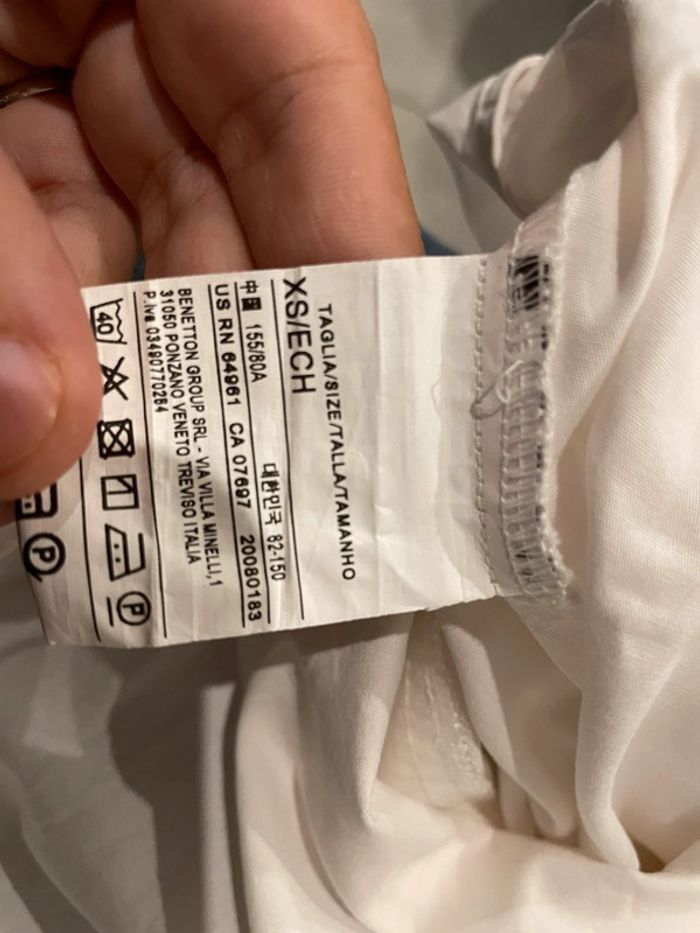 TAGLIA/SIZE/TALLA/TAMANHO
XS/ECH
中国 155/80A 대한민국 82-150
US RN 64961 CA 07697 20080183
BENETTON GROUP SRL - VIA VILLA MINELLI,1
31050 PONZANO VENETO TREVISO ITALIA
P.Iva 03490770264
40
P
P